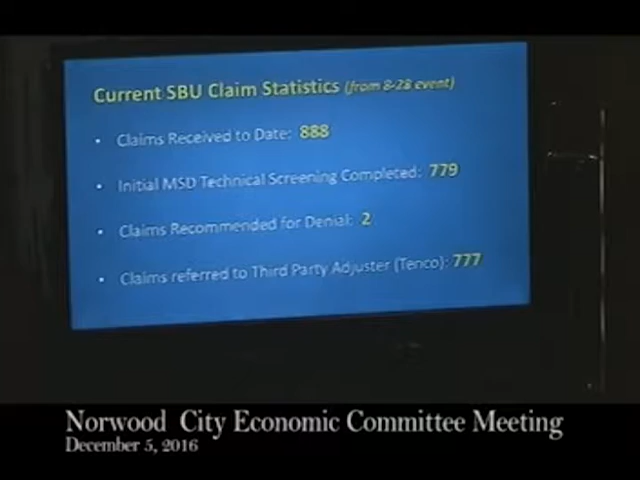 Current SBU Claim Statistics (from 8-28 event)
• Claims Received to Date: 888
• Initial MSD Technical Screening Completed: 779
• Claims Recommended for Denial: 2
• Claims referred to Third Party Adjuster (Tenco): 777
Norwood City Economic Committee Meeting
December 5, 2016